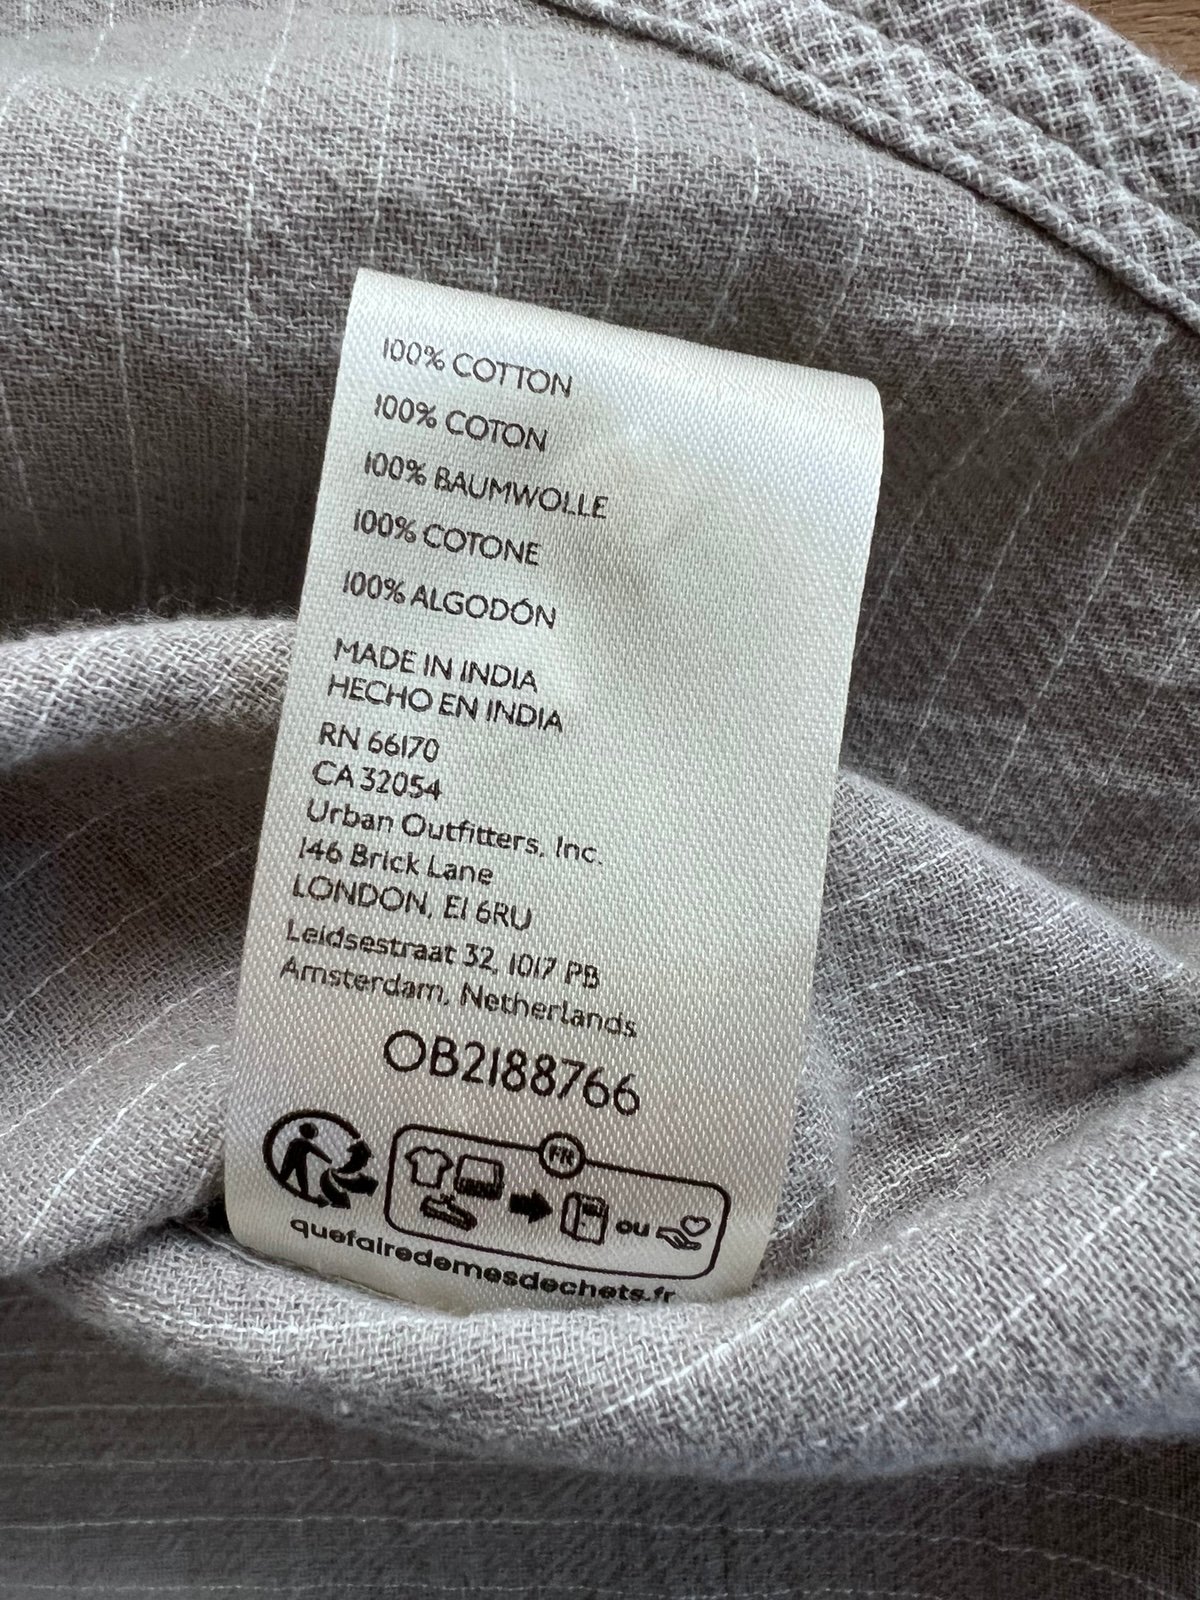 100% COTTON
100% COTON
100% BAUMWOLLE
100% COTONE
100% ALGODÓN
MADE IN INDIA
HECHO EN INDIA
RN 66170
CA 32054
Urban Outfitters, Inc.
146 Brick Lane
LONDON, E1 6RU
Leidsestraat 32, 1017 PB
Amsterdam, Netherlands
OB2188766
FR
ou
quefairedemesdechets.fr